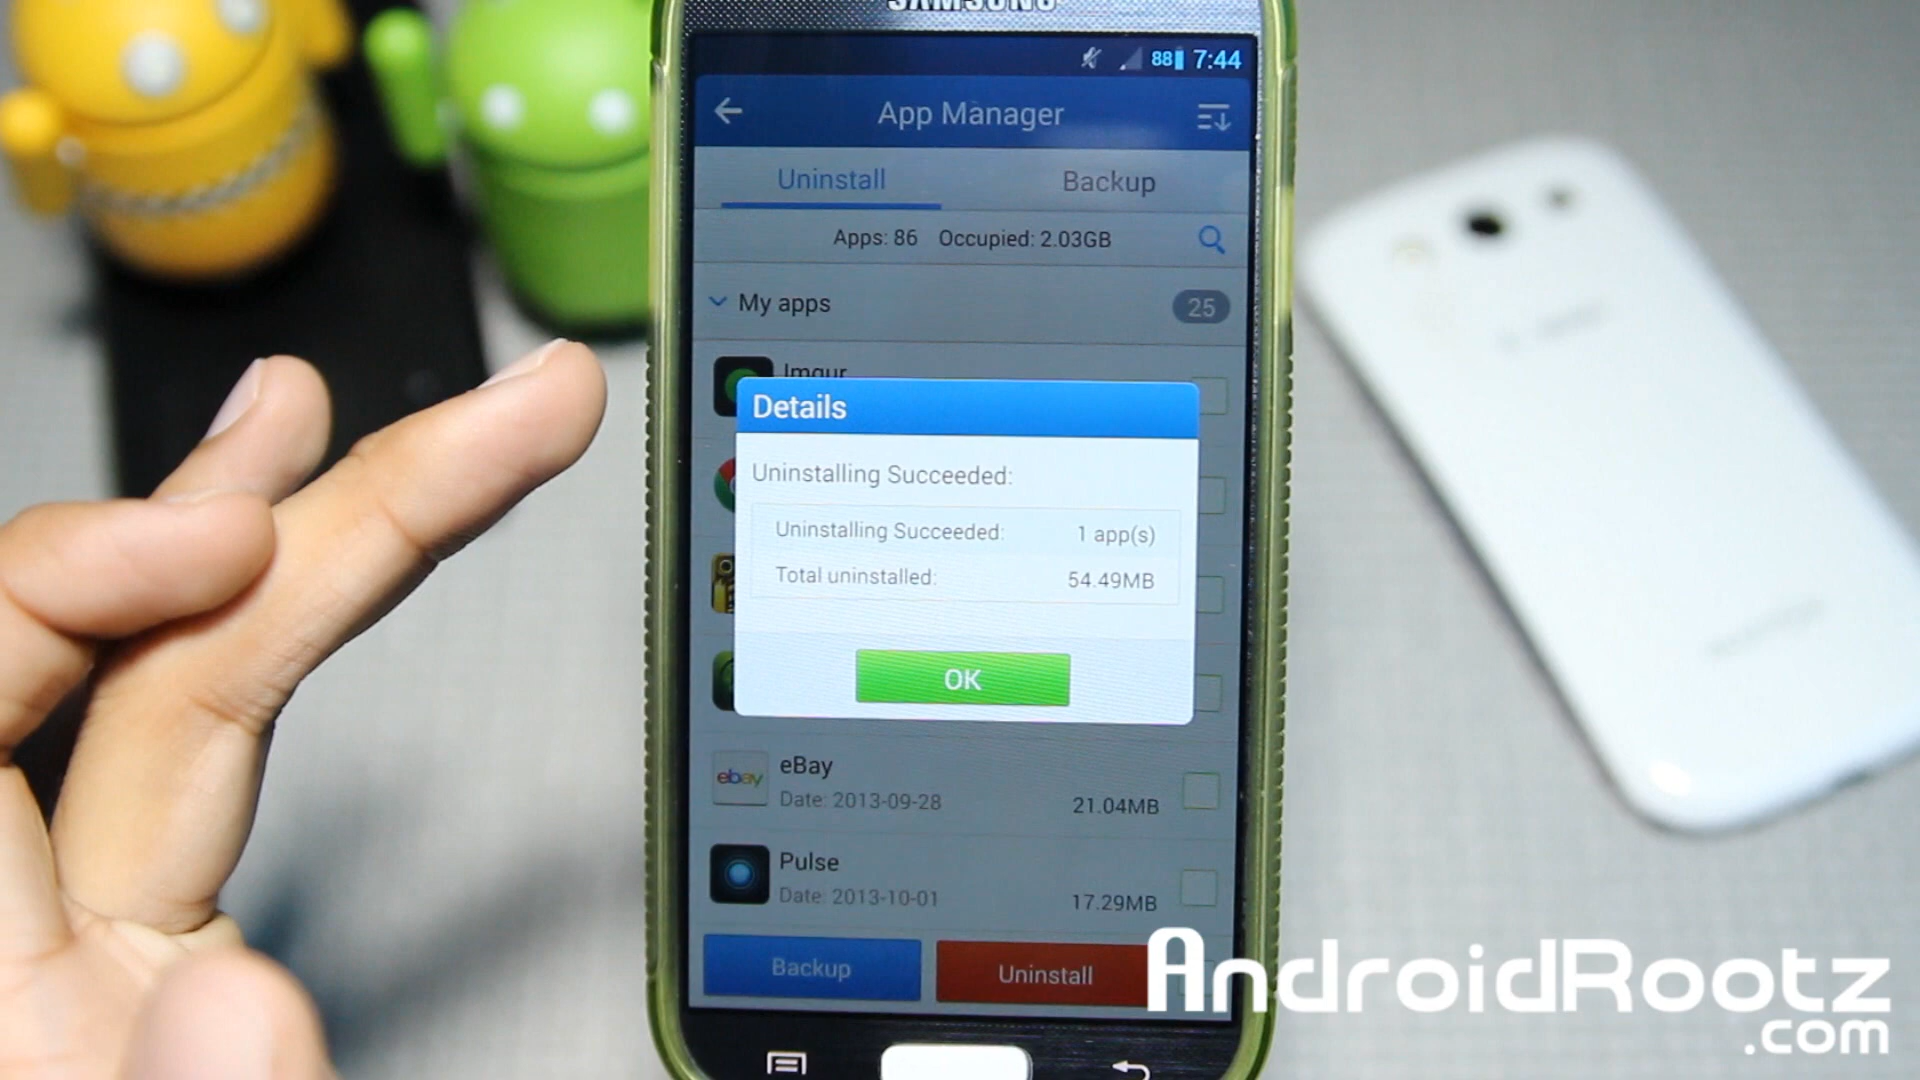 SAMSUNG
88 7:44
App Manager
Uninstall Backup
Apps: 86 Occupied: 2.03GB
My apps 25
Imgur
Details
Uninstalling Succeeded:
Uninstalling Succeeded: 1 app(s)
Total uninstalled: 54.49MB
OK
ebay eBay
Date: 2013-09-28 21.04MB
Pulse
Date: 2013-10-01 17.29MB
Backup Uninstall
AndroidRootz
.com